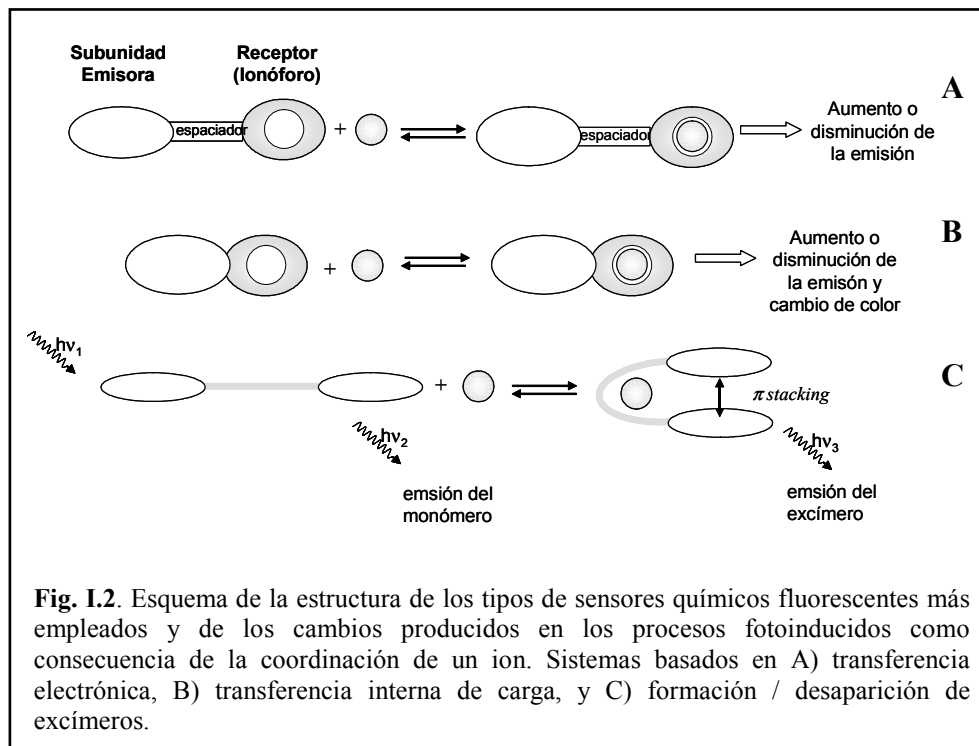 Subunidad
Emisora
Receptor
(Ionóforo)
A
espaciador
+
espaciador
Aumento o
disminución de
la emisión
B
+
Aumento o
disminución de
la emisón y
cambio de color
hν1
+
π stacking
C
hν2
hν3
emsión del
monómero
emsión del
excímero
Fig. I.2. Esquema de la estructura de los tipos de sensores químicos fluorescentes más
empleados y de los cambios producidos en los procesos fotoinducidos como
consecuencia de la coordinación de un ion. Sistemas basados en A) transferencia
electrónica, B) transferencia interna de carga, y C) formación / desaparición de
excímeros.